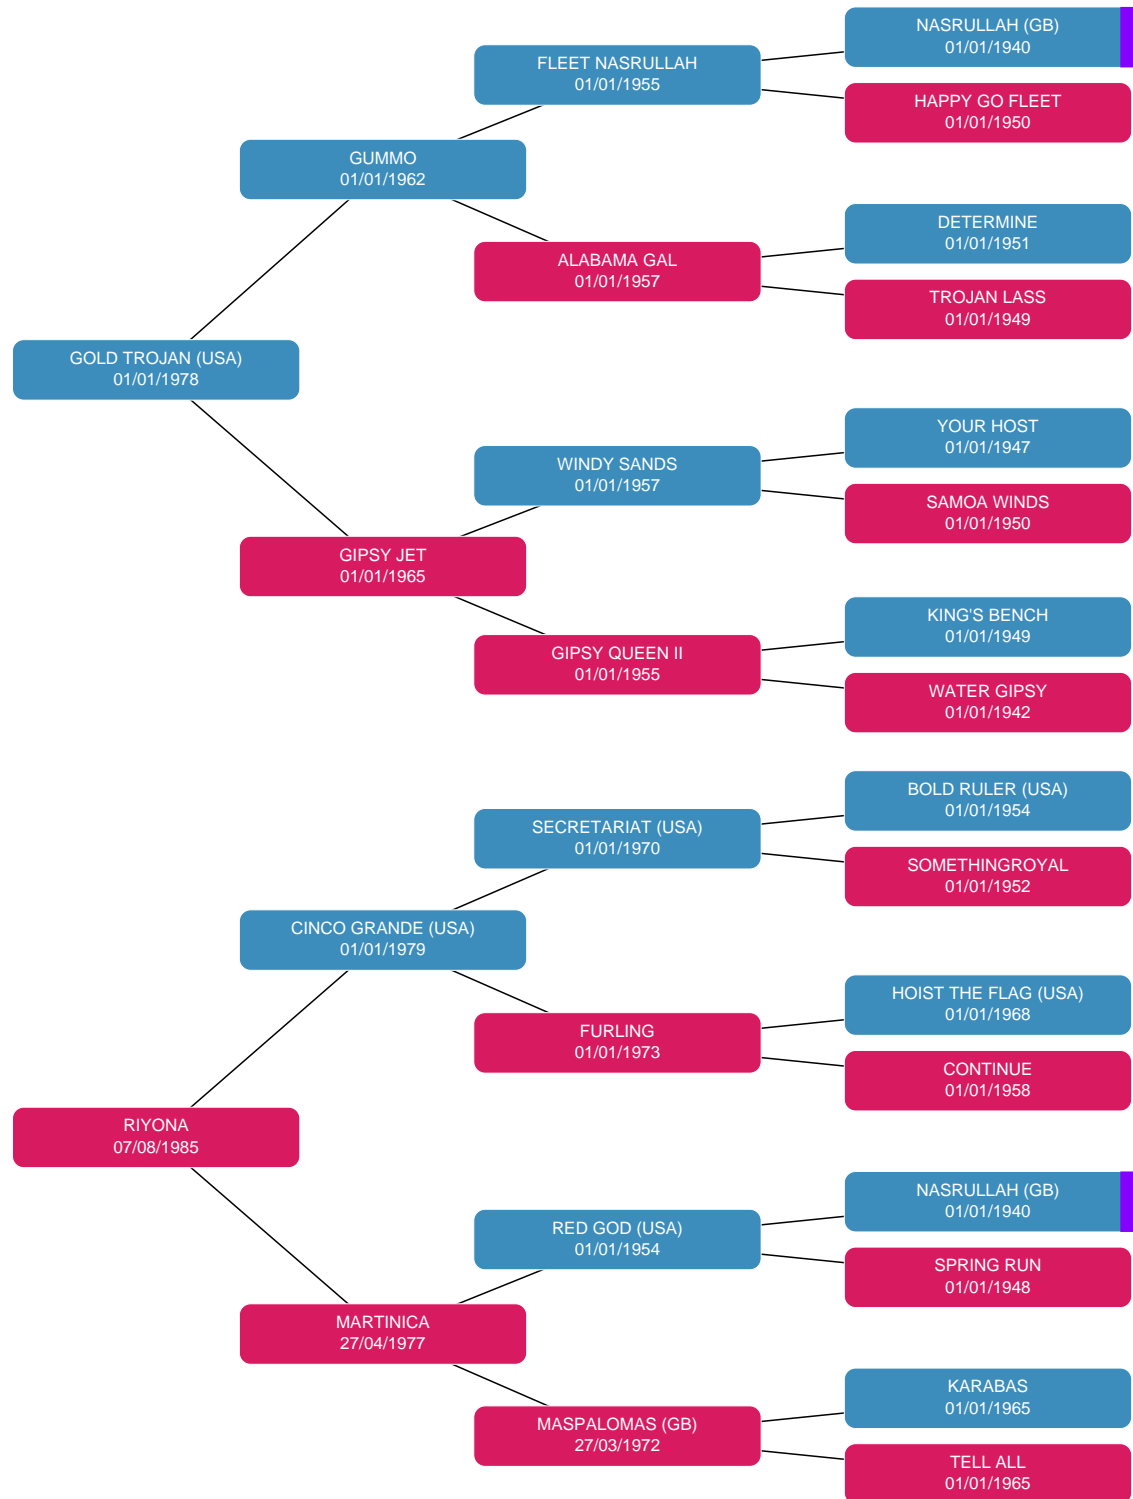 NASRULLAH (GB)
01/01/1940
FLEET NASRULLAH
01/01/1955
HAPPY GO FLEET
01/01/1950
GUMMO
01/01/1962
DETERMINE
01/01/1951
ALABAMA GAL
01/01/1957
TROJAN LASS
01/01/1949
GOLD TROJAN (USA)
01/01/1978
YOUR HOST
01/01/1947
WINDY SANDS
01/01/1957
SAMOA WINDS
01/01/1950
GIPSY JET
01/01/1965
KING'S BENCH
01/01/1949
GIPSY QUEEN II
01/01/1955
WATER GIPSY
01/01/1942
BOLD RULER (USA)
01/01/1954
SECRETARIAT (USA)
01/01/1970
SOMETHINGROYAL
01/01/1952
CINCO GRANDE (USA)
01/01/1979
HOIST THE FLAG (USA)
01/01/1968
FURLING
01/01/1973
CONTINUE
01/01/1958
RIYONA
07/08/1985
NASRULLAH (GB)
01/01/1940
RED GOD (USA)
01/01/1954
SPRING RUN
01/01/1948
MARTINICA
27/04/1977
KARABAS
01/01/1965
MASPALOMAS (GB)
27/03/1972
TELL ALL
01/01/1965